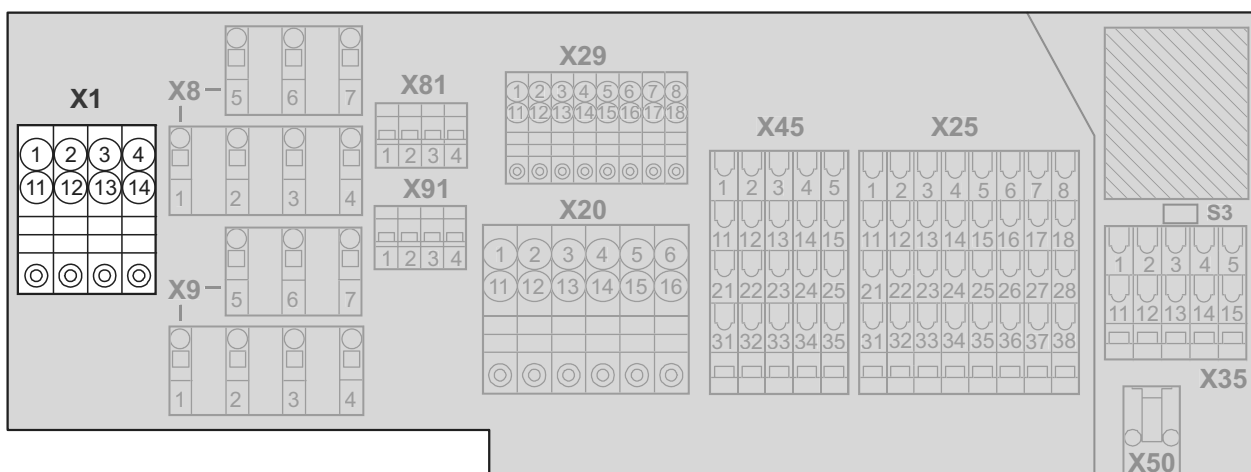 X1
1 2 3 4
11 12 13 14
X8
5 6 7
1 2 3 4
X9
5 6 7
1 2 3 4
X81
1 2 3 4
X91
1 2 3 4
X29
1 2 3 4 5 6 7 8
11 12 13 14 15 16 17 18
X20
1 2 3 4 5 6
11 12 13 14 15 16
X45
1 2 3 4 5
11 12 13 14 15
21 22 23 24 25
31 32 33 34 35
X25
1 2 3 4 5 6 7 8
11 12 13 14 15 16 17 18
21 22 23 24 25 26 27 28
31 32 33 34 35 36 37 38
S3
1 2 3 4 5
11 12 13 14 15
X35
X50